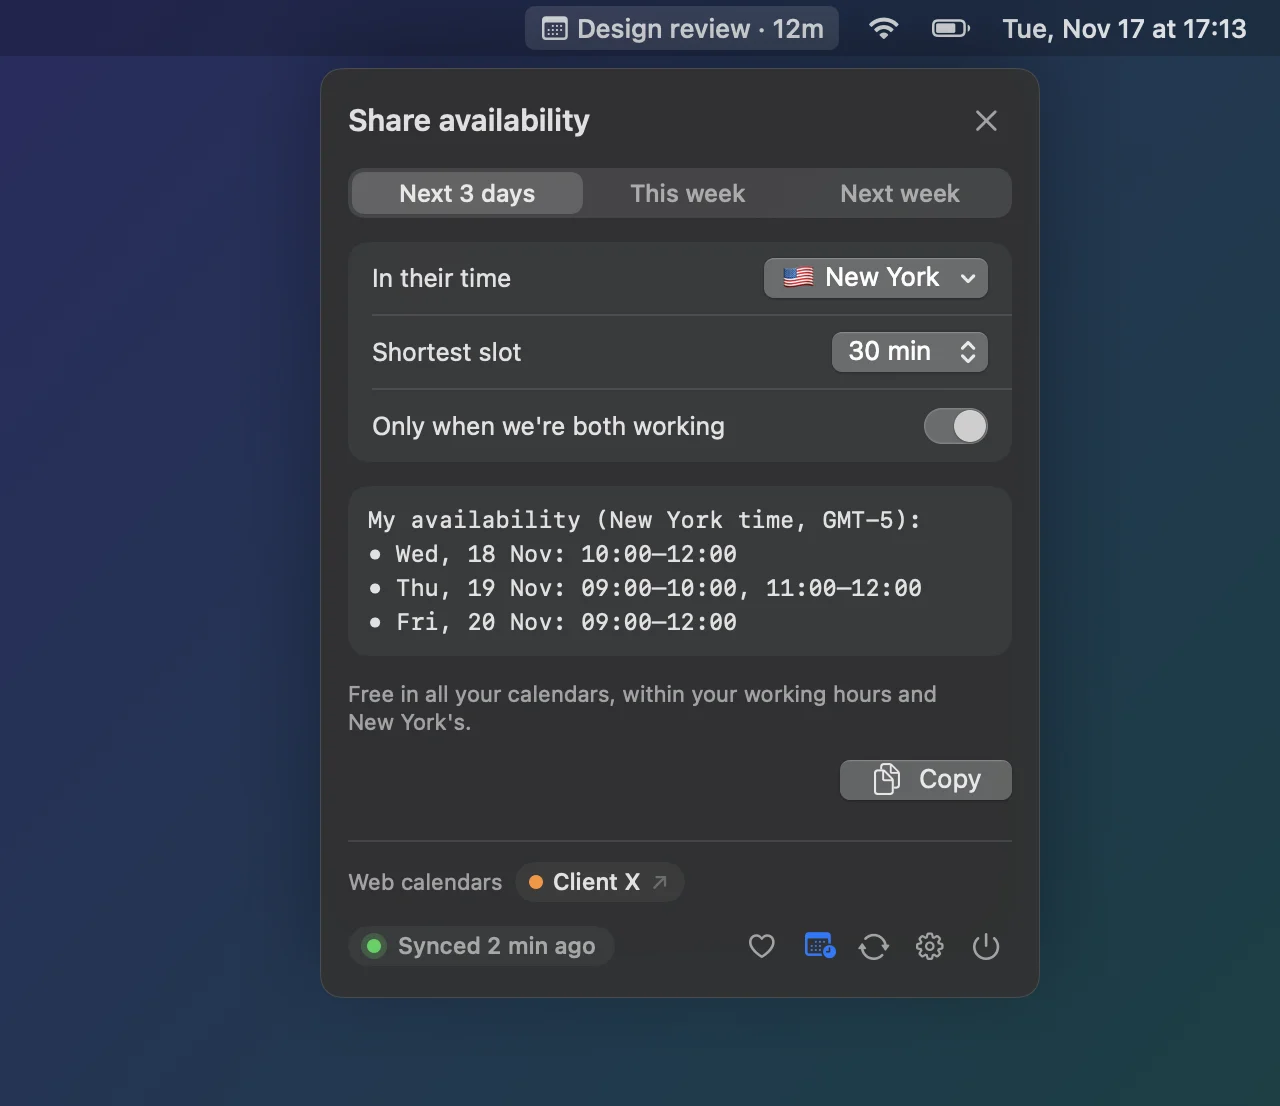 Design review · 12m
Tue, Nov 17 at 17:13
Share availability
Next 3 days
This week
Next week
In their time
New York
Shortest slot
30 min
Only when we're both working
My availability (New York time, GMT−5):
• Wed, 18 Nov: 10:00–12:00
• Thu, 19 Nov: 09:00–10:00, 11:00–12:00
• Fri, 20 Nov: 09:00–12:00
Free in all your calendars, within your working hours and
New York's.
Copy
Web calendars
Client X
Synced 2 min ago